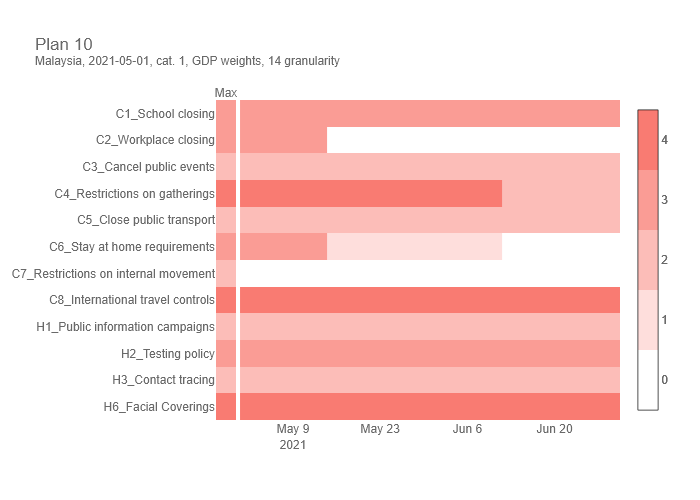 Plan 10
Malaysia, 2021-05-01, cat. 1, GDP weights, 14 granularity
Max
C1_School closing
C2_Workplace closing
C3_Cancel public events
C4_Restrictions on gatherings
C5_Close public transport
C6_Stay at home requirements
C7_Restrictions on internal movement
C8_International travel controls
H1_Public information campaigns
H2_Testing policy
H3_Contact tracing
H6_Facial Coverings
May 9
2021
May 23
Jun 6
Jun 20
4
3
2
1
0